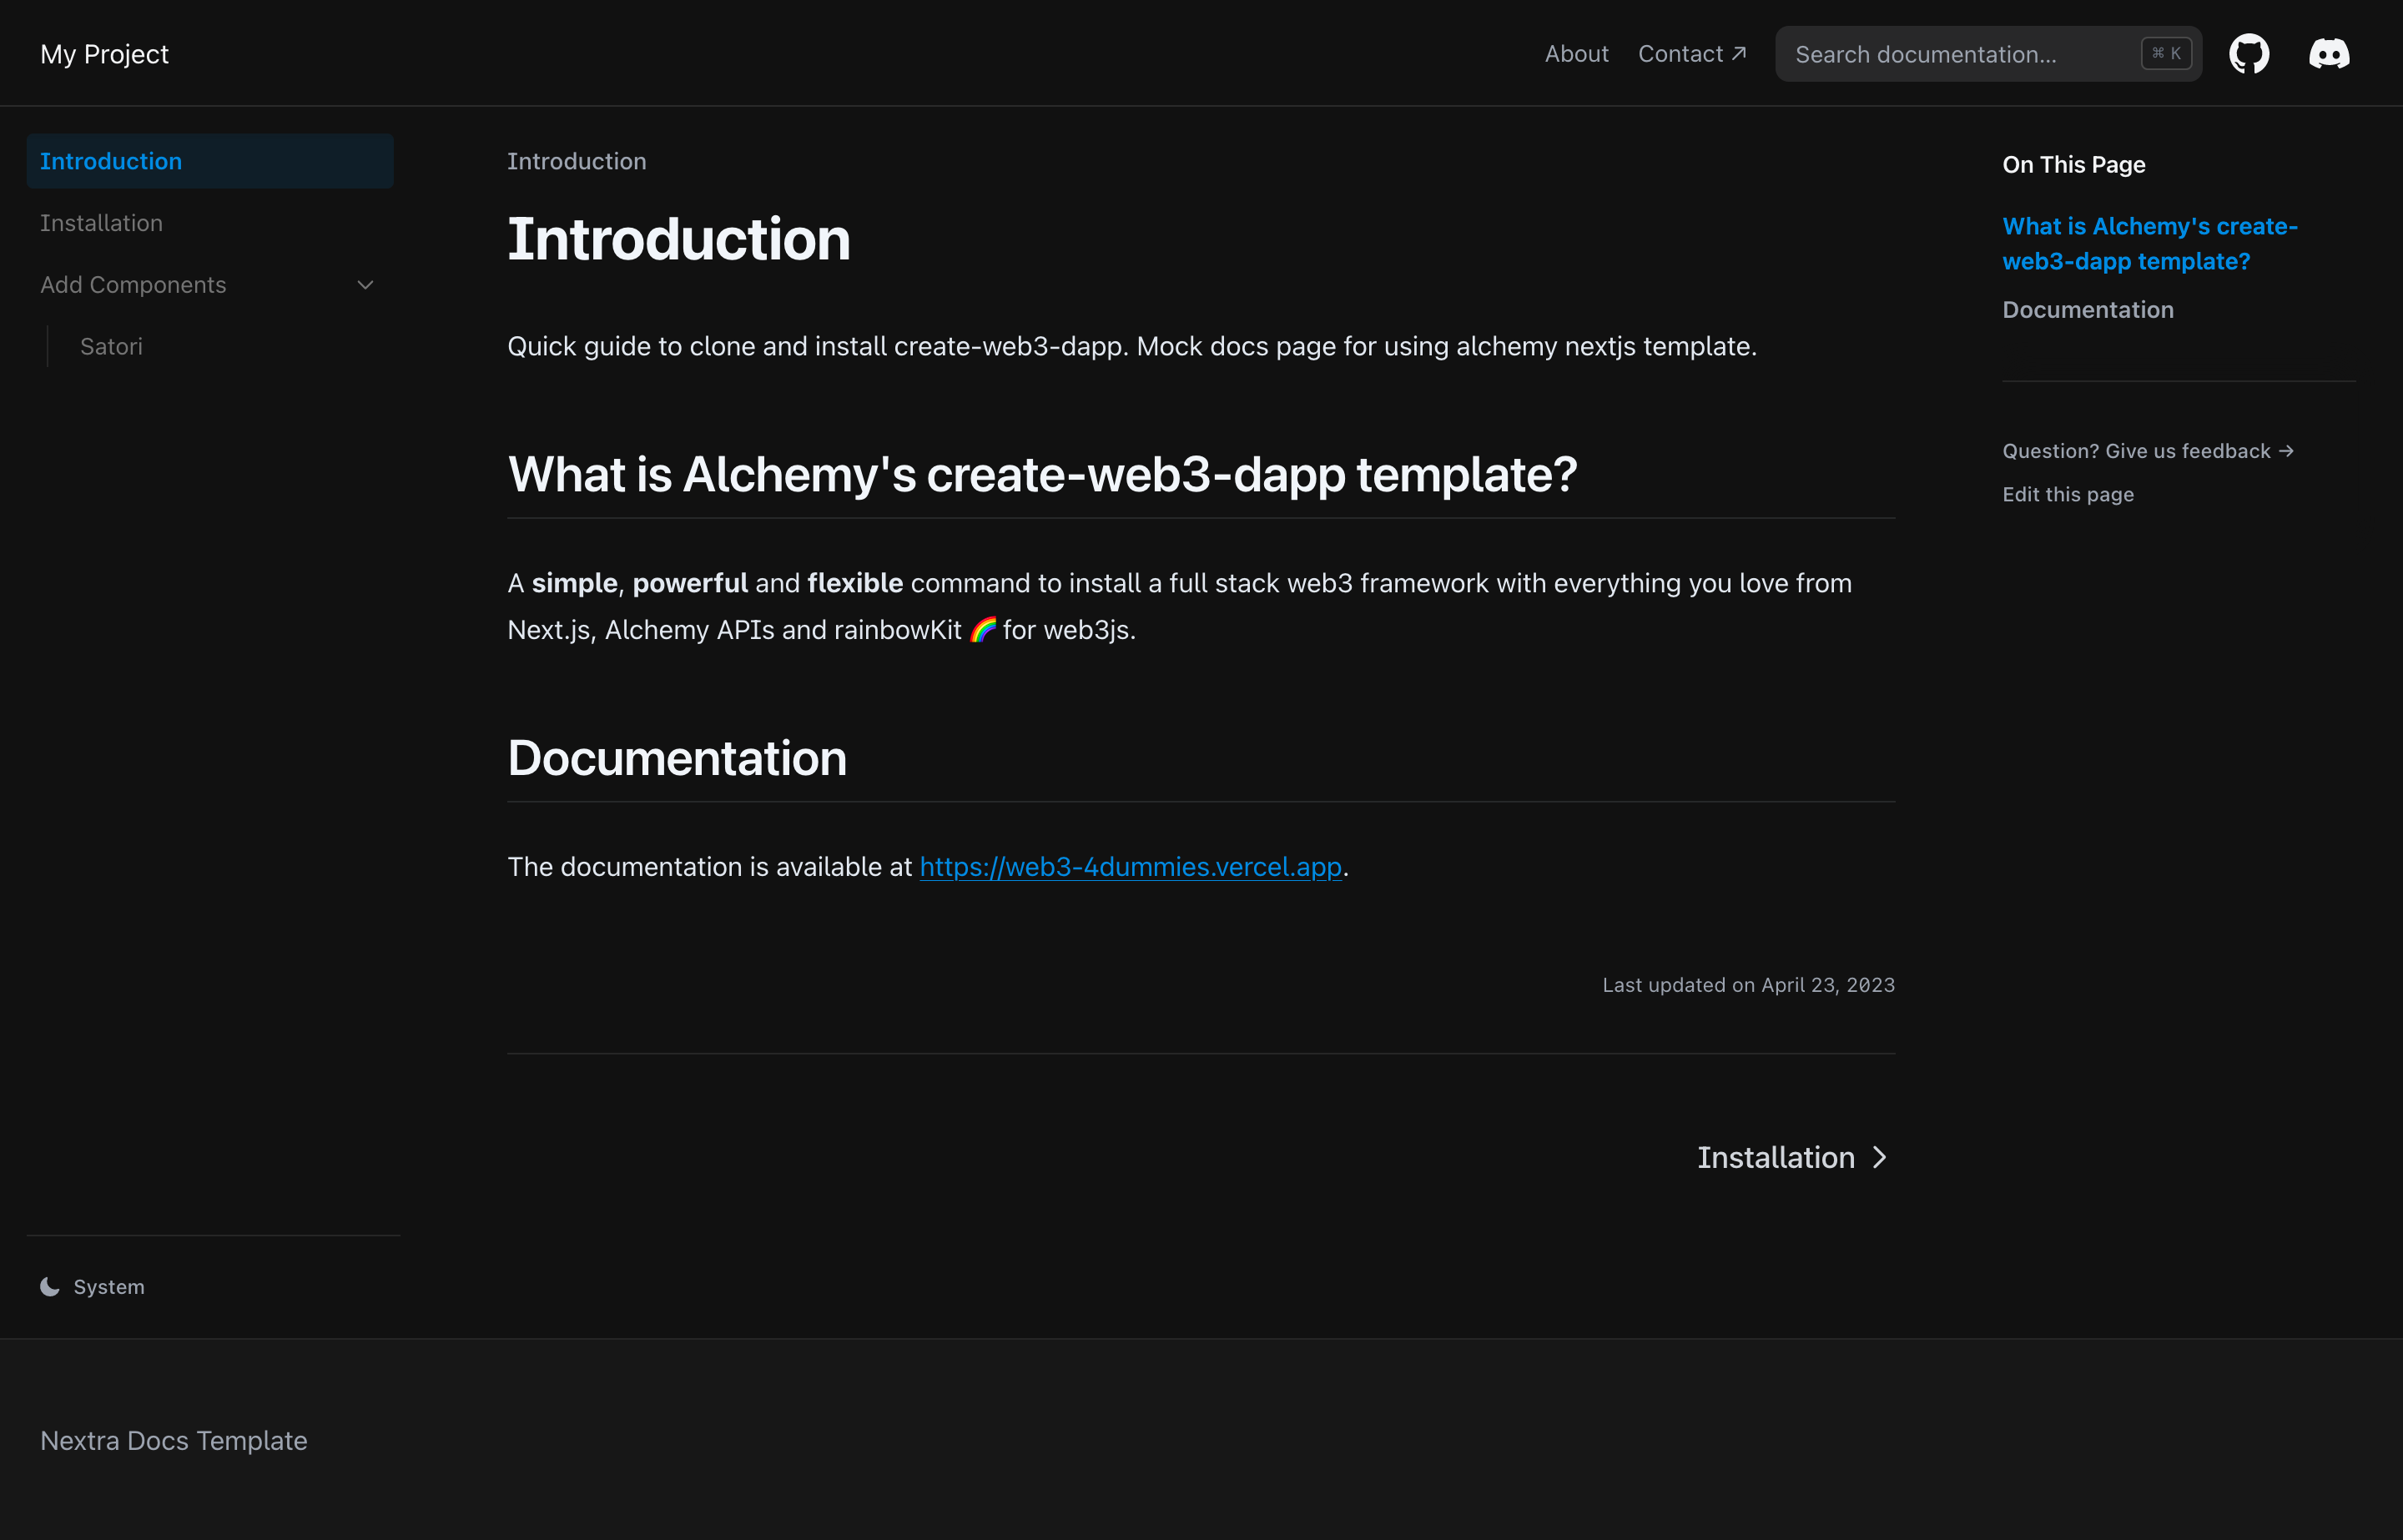 My Project
About
Contact ↗
Search documentation...
⌘ K
Introduction
Installation
Add Components
Satori
Introduction
Introduction
Quick guide to clone and install create-web3-dapp. Mock docs page for using alchemy nextjs template.
What is Alchemy's create-web3-dapp template?
A simple, powerful and flexible command to install a full stack web3 framework with everything you love from
Next.js, Alchemy APIs and rainbowKit 🌈 for web3js.
Documentation
The documentation is available at https://web3-4dummies.vercel.app.
Last updated on April 23, 2023
Installation
On This Page
What is Alchemy's create-
web3-dapp template?
Documentation
Question? Give us feedback →
Edit this page
System
Nextra Docs Template